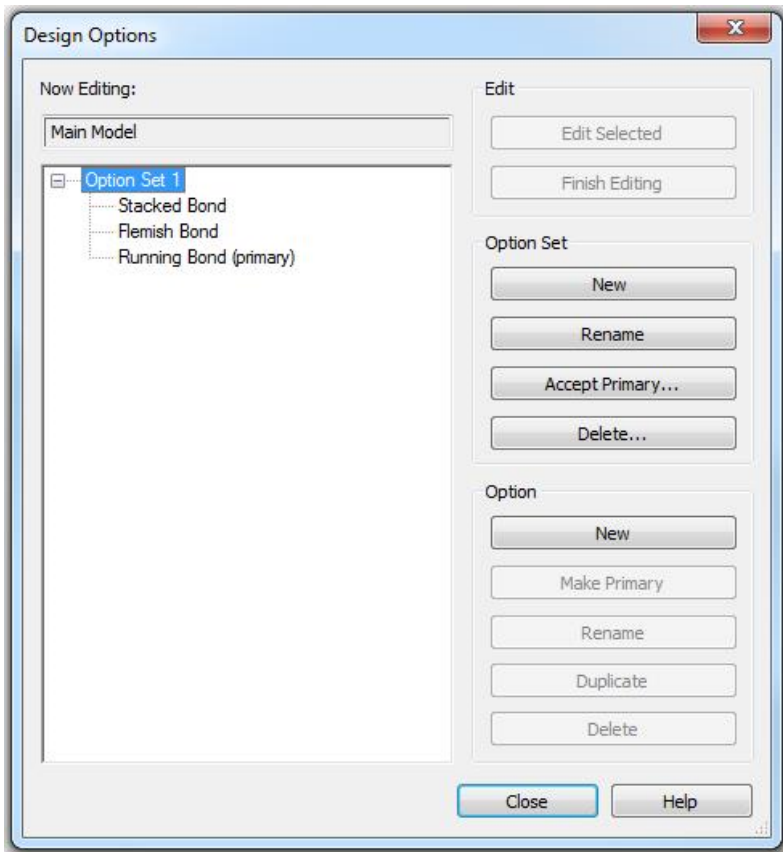 Design Options
Now Editing:
Main Model
Option Set 1
Stacked Bond
Flemish Bond
Running Bond (primary)
Edit
Edit Selected
Finish Editing
Option Set
New
Rename
Accept Primary...
Delete...
Option
New
Make Primary
Rename
Duplicate
Delete
Close
Help